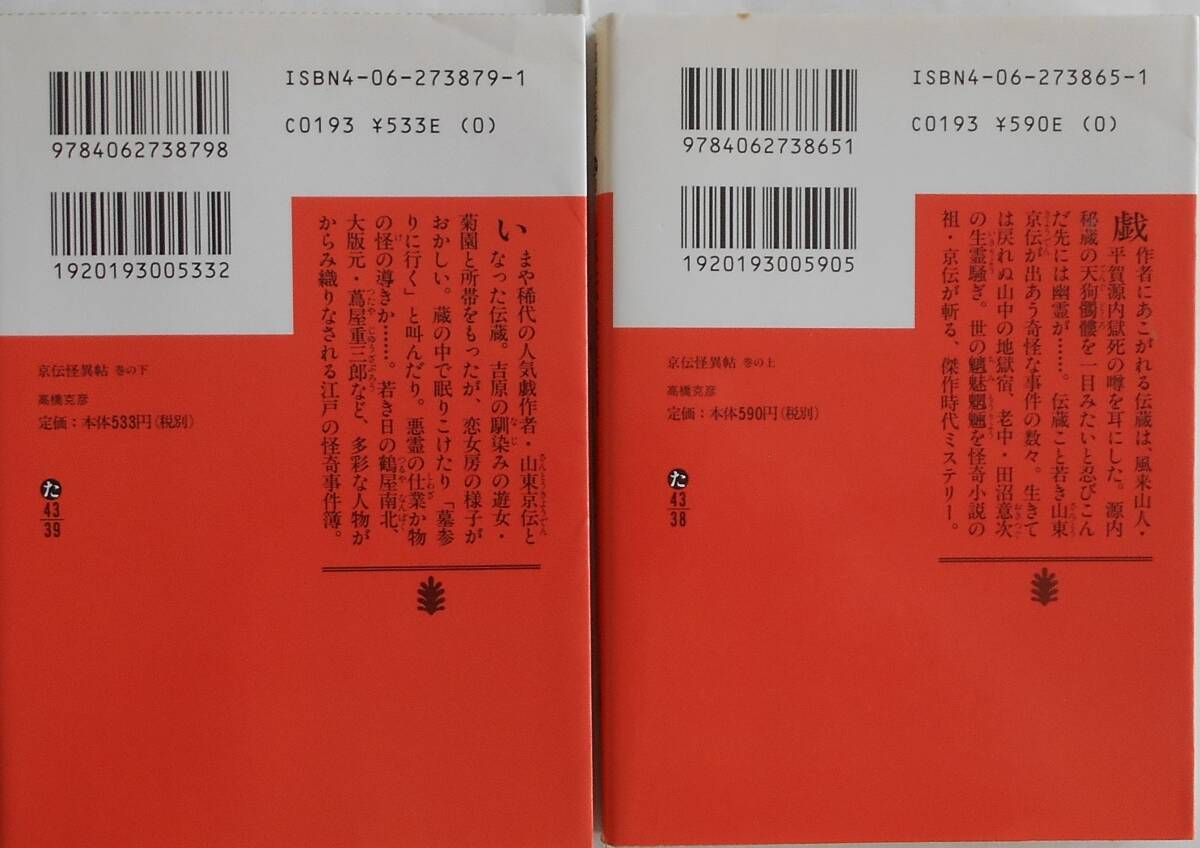 ISBN4-06-273879-1
C0193 ¥533E (0)
9784062738798
1920193005332
いまや稀代の人気戯作者・山東京伝と
なった伝蔵。吉原の馴染みの遊女・
菊園と所帯をもったが、恋女房の様子が
おかしい。蔵の中で眠りこけたり「墓参
りに行く」と叫んだり。悪霊の仕業か物
の怪の導きか……。若き日の鶴屋南北、
大版元・蔦屋重三郎など、多彩な人物が
からみ織りなされる江戸の怪奇事件簿。
京伝怪異帖 巻の下
高橋克彦
定価：本体533円（税別）
た
43
39
ISBN4-06-273865-1
C0193 ¥590E (0)
9784062738651
1920193005905
戯作者にあこがれる伝蔵は、風来山人・
平賀源内獄死の噂を耳にした。源内
秘蔵の天狗髑髏を一目みたいと忍びこん
だ先には幽霊が……。伝蔵こと若き山東
京伝が出あう奇怪な事件の数々。生きて
は戻れぬ山中の地獄宿、老中・田沼意次
の生霊騒ぎ。世の魑魅魍魎を怪奇小説の
祖・京伝が斬る、傑作時代ミステリー。
京伝怪異帖 巻の上
高橋克彦
定価：本体590円（税別）
た
43
38